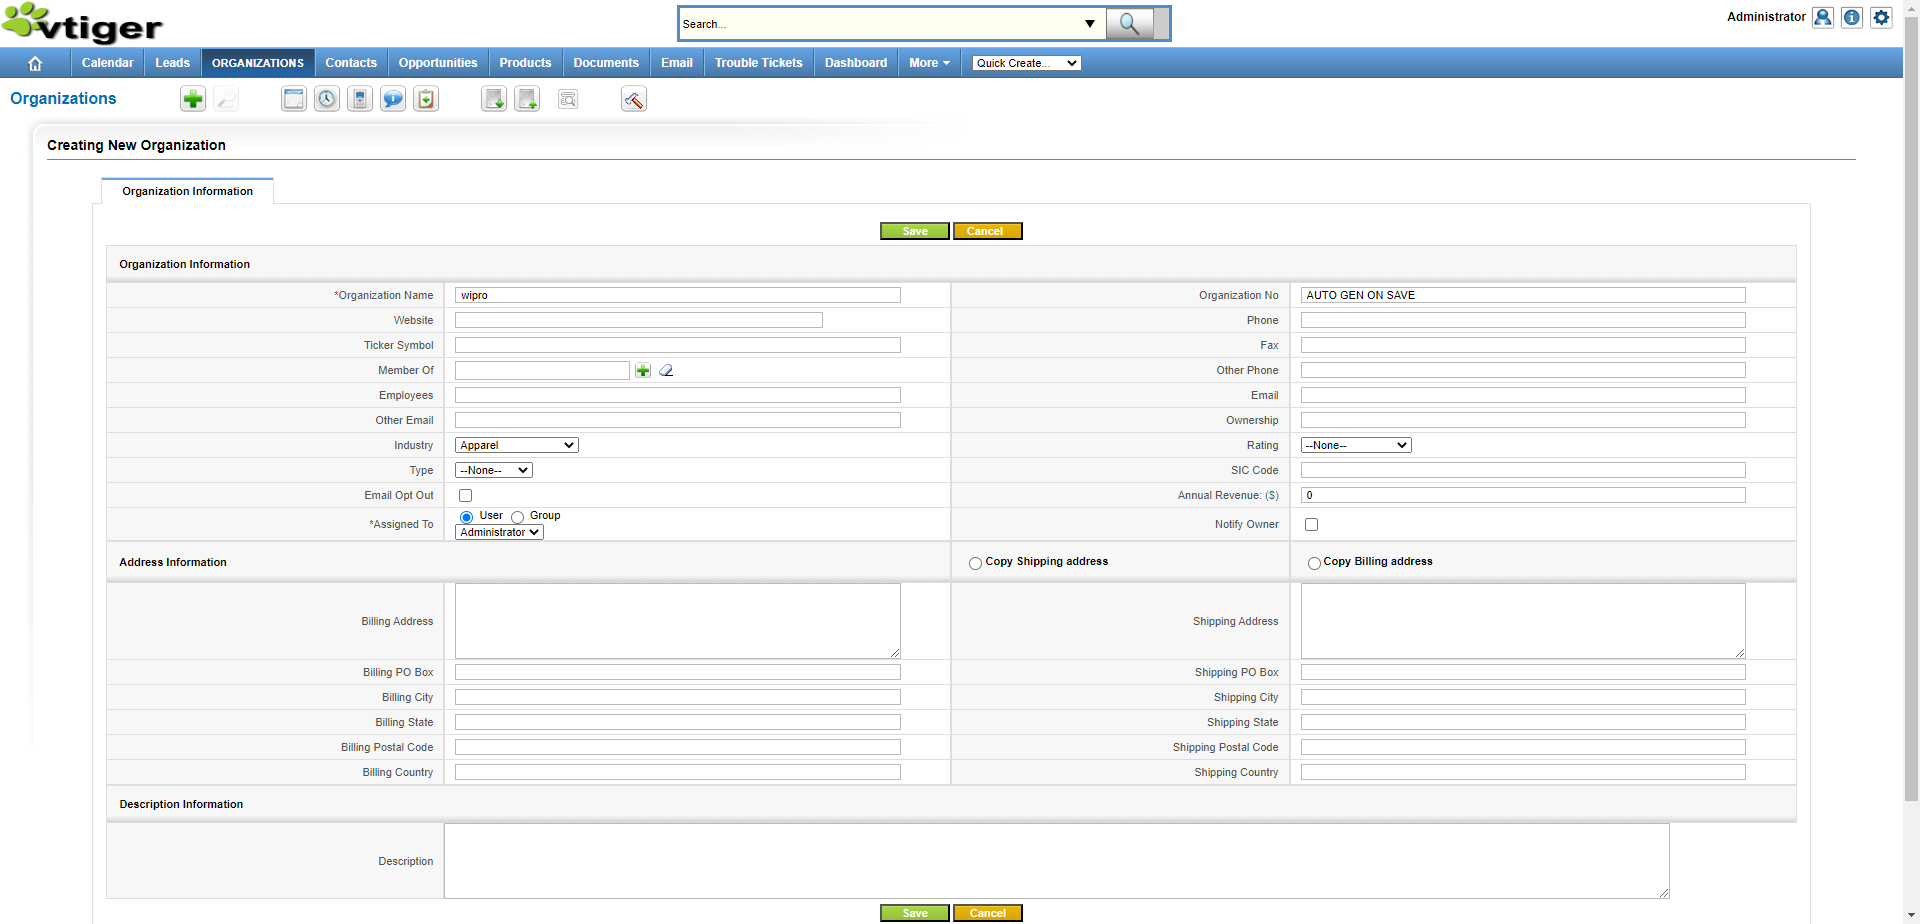 vtiger
Search...
Administrator
Calendar Leads ORGANIZATIONS Contacts Opportunities Products Documents Email Trouble Tickets Dashboard More Quick Create...
Organizations
Creating New Organization
Organization Information
Save Cancel
Organization Information
*Organization Name wipro Organization No AUTO GEN ON SAVE
Website Phone
Ticker Symbol Fax
Member Of Other Phone
Employees Email
Other Email Ownership
Industry Apparel Rating --None--
Type --None-- SIC Code
Email Opt Out Annual Revenue: ($) 0
*Assigned To User Group Notify Owner
Administrator
Address Information Copy Shipping address Copy Billing address
Billing Address Shipping Address
Billing PO Box Shipping PO Box
Billing City Shipping City
Billing State Shipping State
Billing Postal Code Shipping Postal Code
Billing Country Shipping Country
Description Information
Description
Save Cancel